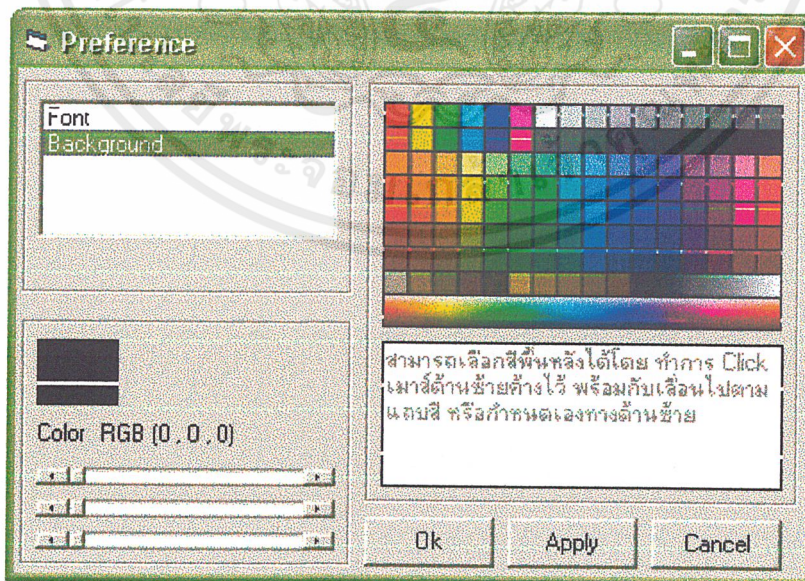 Preference
Font
Background
Color RGB (0 , 0 , 0)
สามารถเลือกสีพื้นหลังได้โดย ทำการ Click
เมาส์ด้านซ้ายค้างไว้ พร้อมกับเลื่อนไปตาม
แถบสี หรือกำหนดเองทางด้านซ้าย
Ok
Apply
Cancel